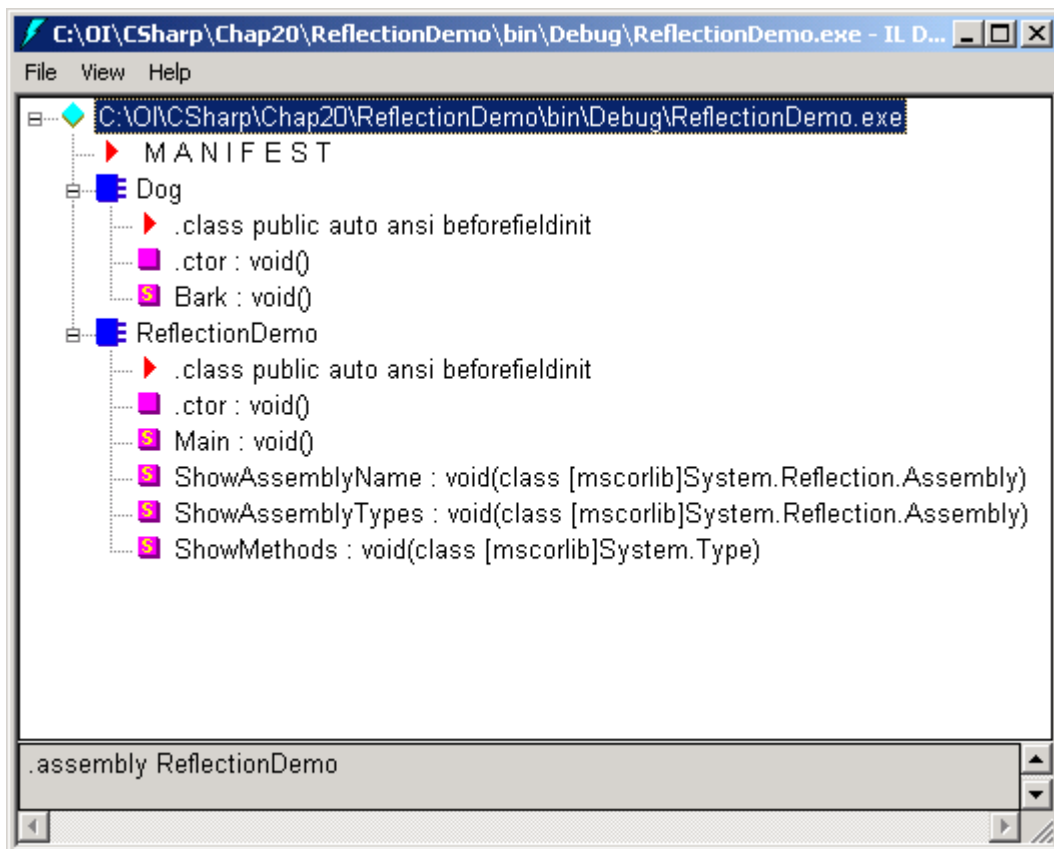 C:\OI\CSharp\Chap20\ReflectionDemo\bin\Debug\ReflectionDemo.exe - IL D...
File View Help
C:\OI\CSharp\Chap20\ReflectionDemo\bin\Debug\ReflectionDemo.exe
M A N I F E S T
Dog
.class public auto ansi beforefieldinit
.ctor : void()
S Bark : void()
ReflectionDemo
.class public auto ansi beforefieldinit
.ctor : void()
S Main : void()
S ShowAssemblyName : void(class [mscorlib]System.Reflection.Assembly)
S ShowAssemblyTypes : void(class [mscorlib]System.Reflection.Assembly)
S ShowMethods : void(class [mscorlib]System.Type)
.assembly ReflectionDemo